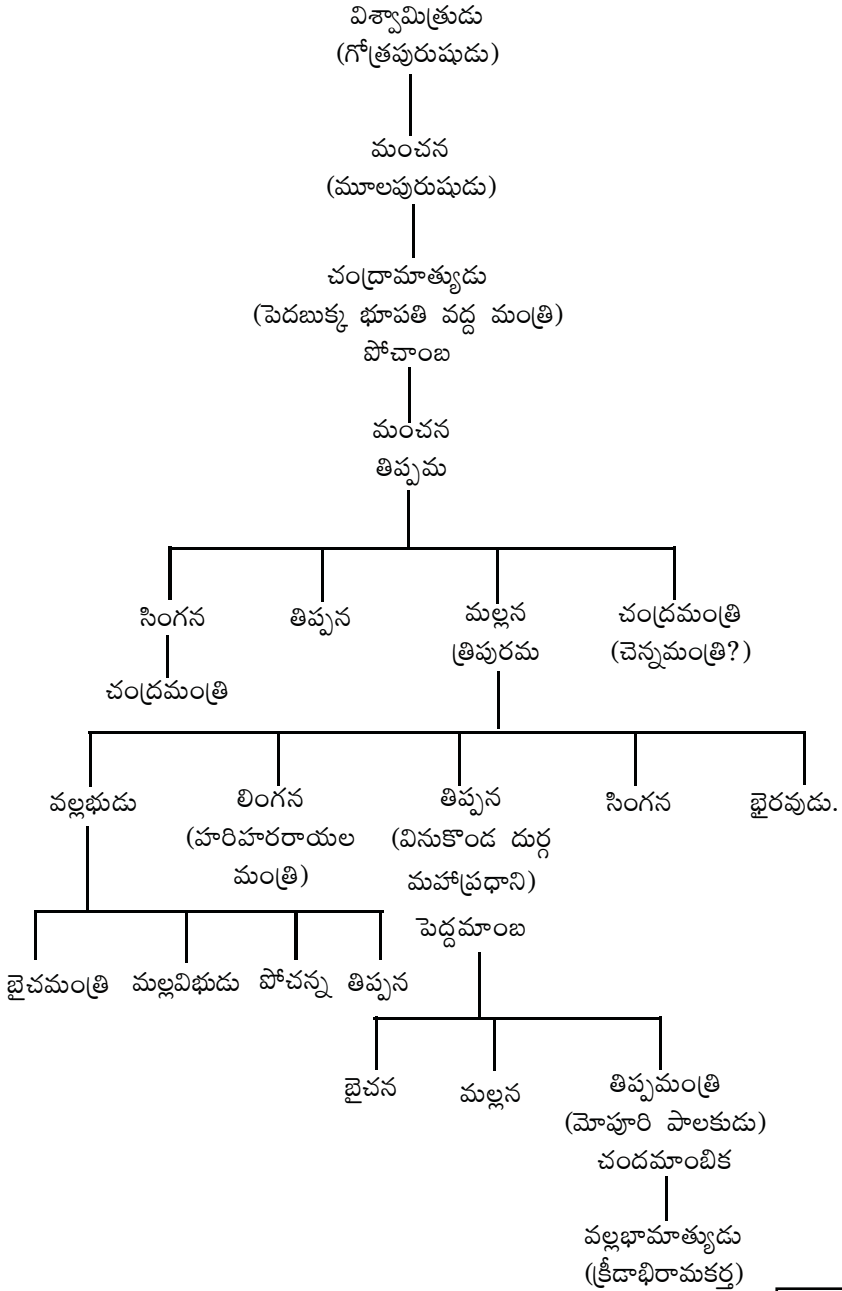 విశ్వామిత్రుడు
(గోత్రపురుషుడు)
మంచన
(మూలపురుషుడు)
చంద్రామాత్యుడు
(పెదబుక్క భూపతి వద్ద మంత్రి)
పోచాంబ
మంచన
తిప్పమ
సింగన తిప్పన మల్లన చంద్రమంత్రి
త్రిపురమ (చెన్నమంత్రి?)
చంద్రమంత్రి
వల్లభుడు లింగన తిప్పన సింగన భైరవుడు.
(హరిహరరాయల (వినుకొండ దుర్గ
మంత్రి) మహాప్రధాని)
పెద్దమాంబ
బైచమంత్రి మల్లవిభుడు పోచన్న తిప్పన
బైచన మల్లన తిప్పమంత్రి
(మోపూరి పాలకుడు)
చందమాంబిక
వల్లభామాత్యుడు
(క్రీడాభిరామకర్త)